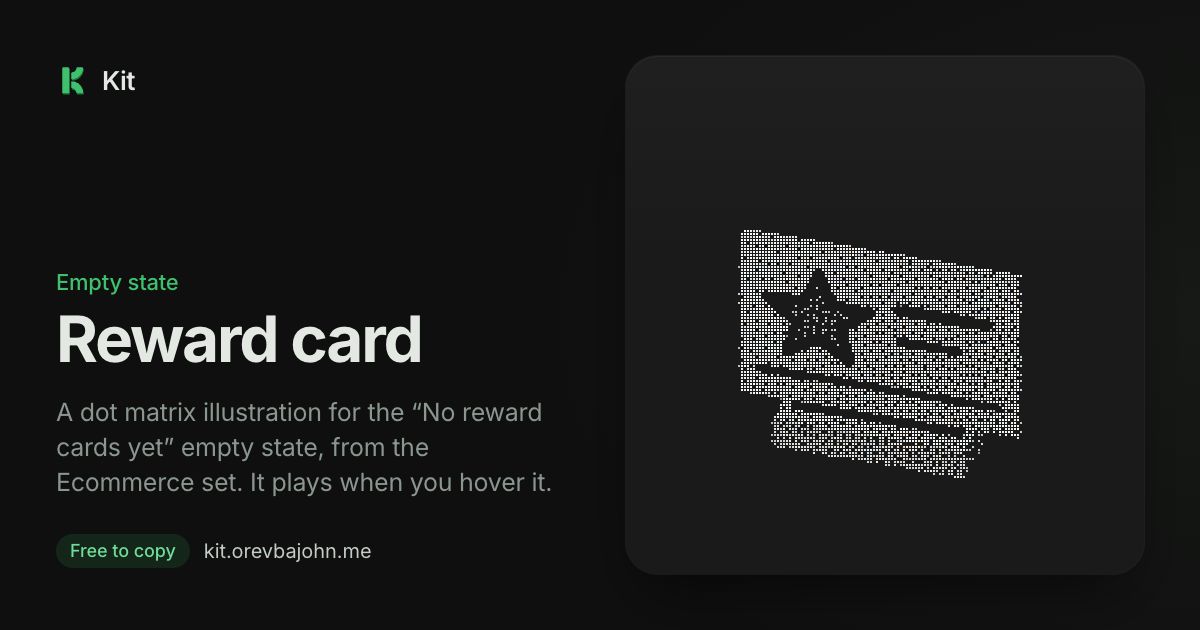 Kit
Empty state
Reward card
A dot matrix illustration for the “No reward
cards yet” empty state, from the
Ecommerce set. It plays when you hover it.
Free to copy
kit.orevbajohn.me